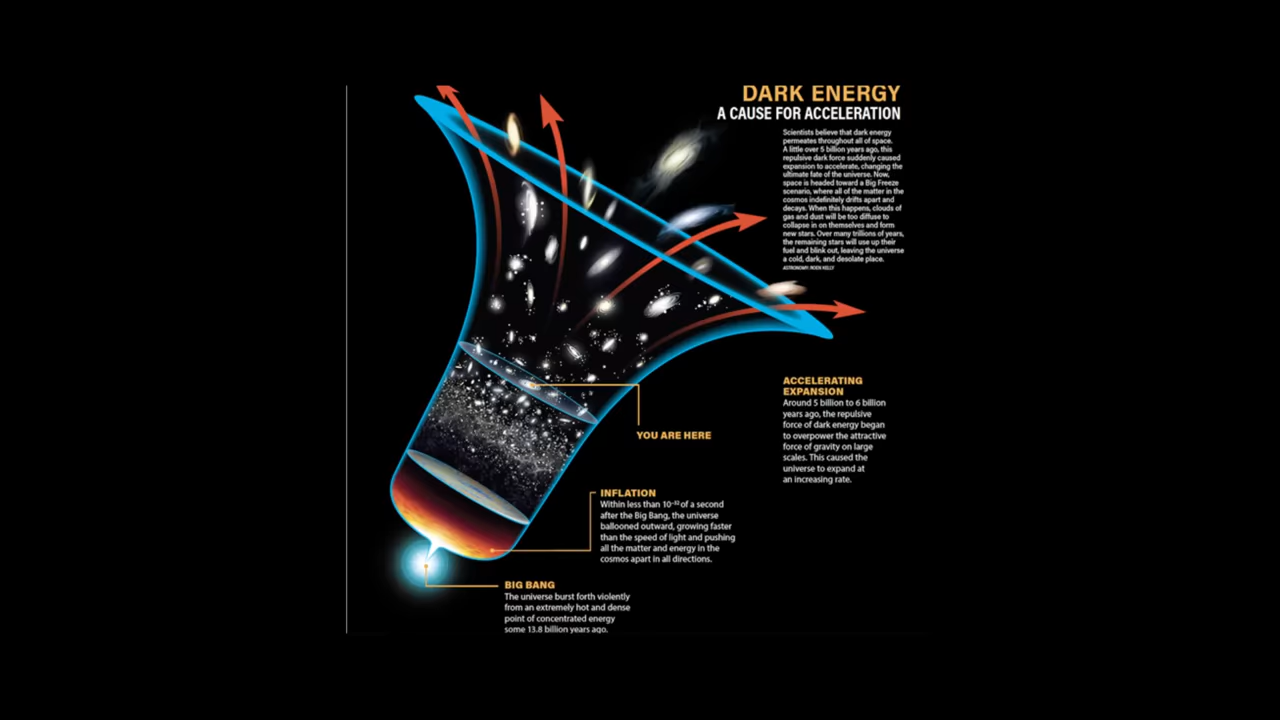 DARK ENERGY
A CAUSE FOR ACCELERATION
Scientists believe that dark energy
permeates throughout all of space.
A little over 5 billion years ago, this
repulsive dark force suddenly caused
expansion to accelerate, changing the
ultimate fate of the universe. Now,
space is headed toward a Big Freeze
scenario, where all of the matter in the
cosmos indefinitely drifts apart and
decays. When this happens, clouds of
gas and dust will be too diffuse to
collapse in on themselves and form
new stars. Over many trillions of years,
the remaining stars will use up their
fuel and blink out, leaving the universe
a cold, dark, and desolate place.
ASTRONOMY: ROEN KELLY
ACCELERATING
EXPANSION
Around 5 billion to 6 billion
years ago, the repulsive
force of dark energy began
to overpower the attractive
force of gravity on large
scales. This caused the
universe to expand at
an increasing rate.
YOU ARE HERE
INFLATION
Within less than of a second
after the Big Bang, the universe
ballooned outward, growing faster
than the speed of light and pushing
all the matter and energy in the
cosmos apart in all directions.
BIG BANG
The universe burst forth violently
from an extremely hot and dense
point of concentrated energy
some 13.8 billion years ago.